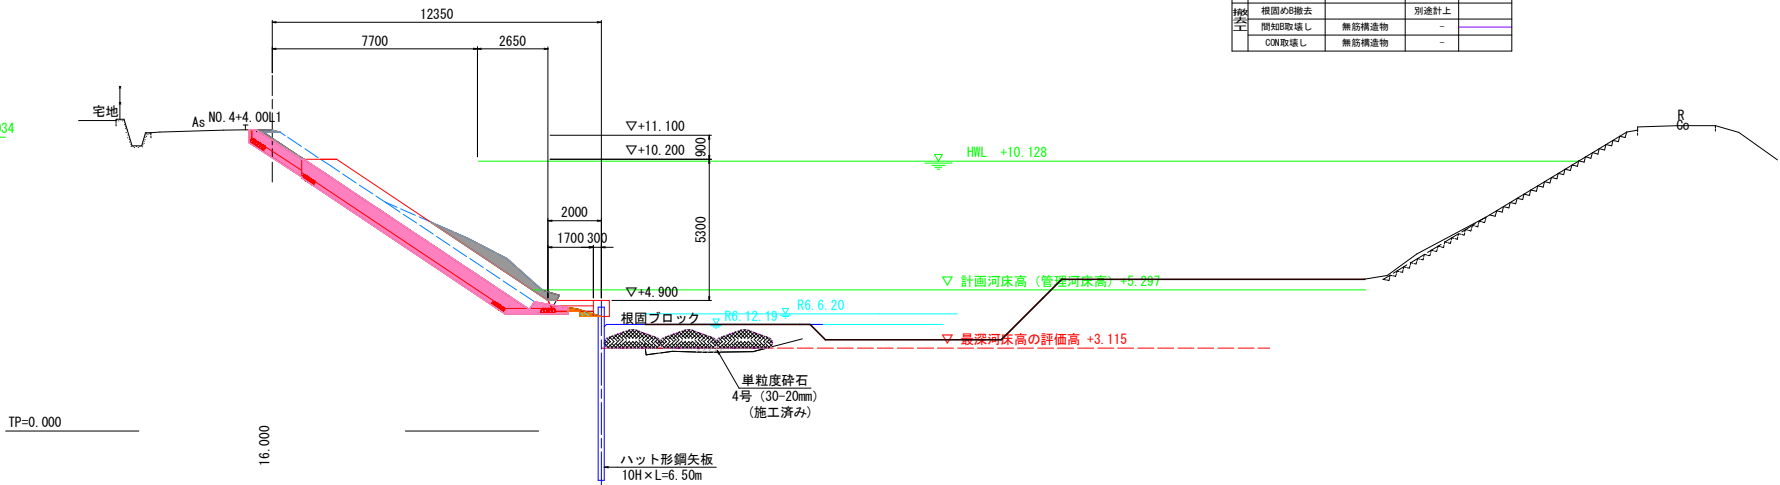 12350
撤去工 根固めB撤去 別途計上
間知B取壊し 無筋構造物 -
CON取壊し 無筋構造物 -
7700 2650
宅地
As NO.4+4.00L1
▽+11.100
900
▽+10.200
HWL +10.128
R
Co
034
2000
5300
1700 300
▽+4.900
▽ 計画河床高 (管理河床高) +5.297
R6.6.20
根固ブロック R6.12.19
▽ 最深河床高の評価高 +3.115
単粒度砕石
4号 (30-20mm)
(施工済み)
TP=0.000
16.000
ハット形鋼矢板
10H×L=6.50m